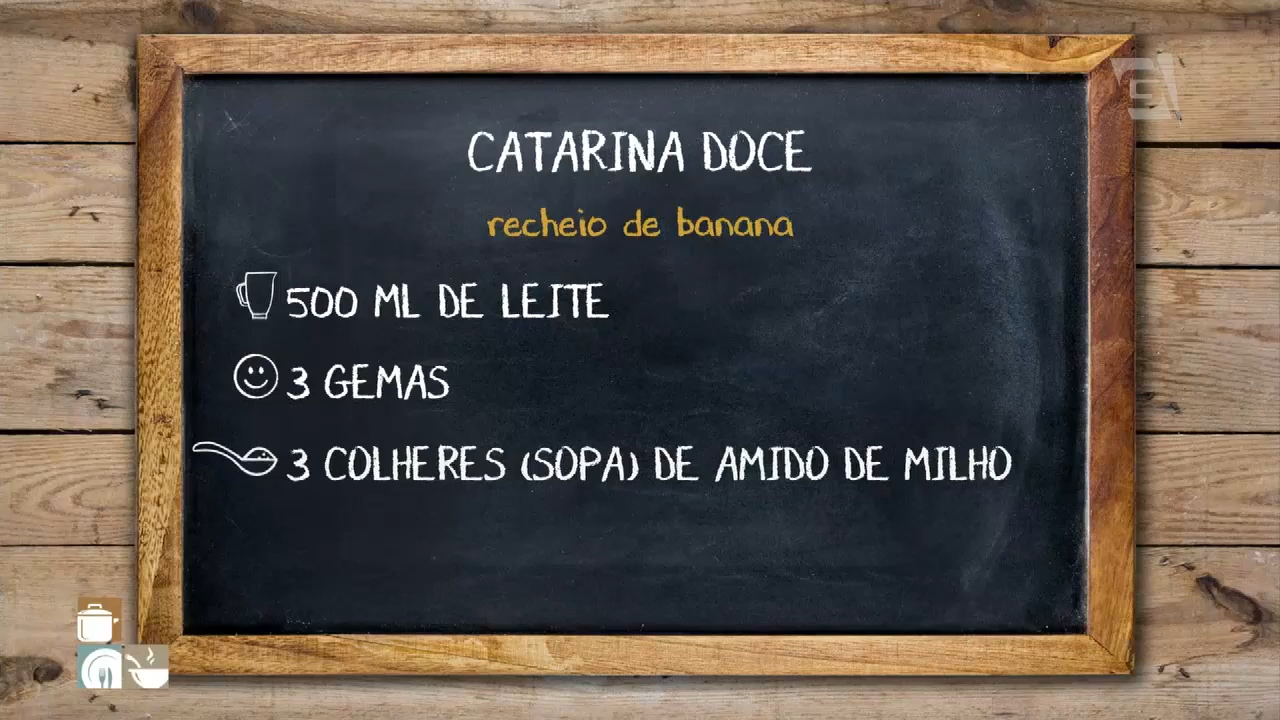 CATARINA DOCE
recheio de banana
500 ML DE LEITE
3 GEMAS
3 COLHERES (SOPA) DE AMIDO DE MILHO